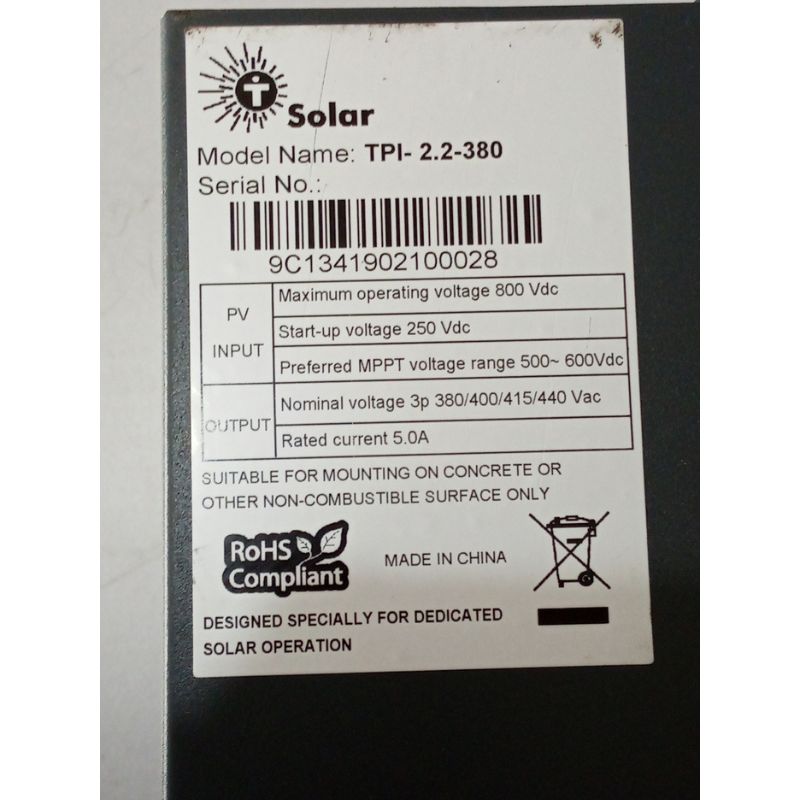 T Solar
Model Name: TPI- 2.2-380
Serial No.:
9C1341902100028
PV INPUT
Maximum operating voltage 800 Vdc
Start-up voltage 250 Vdc
Preferred MPPT voltage range 500~ 600Vdc
OUTPUT
Nominal voltage 3p 380/400/415/440 Vac
Rated current 5.0A
SUITABLE FOR MOUNTING ON CONCRETE OR
OTHER NON-COMBUSTIBLE SURFACE ONLY
RoHS
Compliant
MADE IN CHINA
DESIGNED SPECIALLY FOR DEDICATED
SOLAR OPERATION